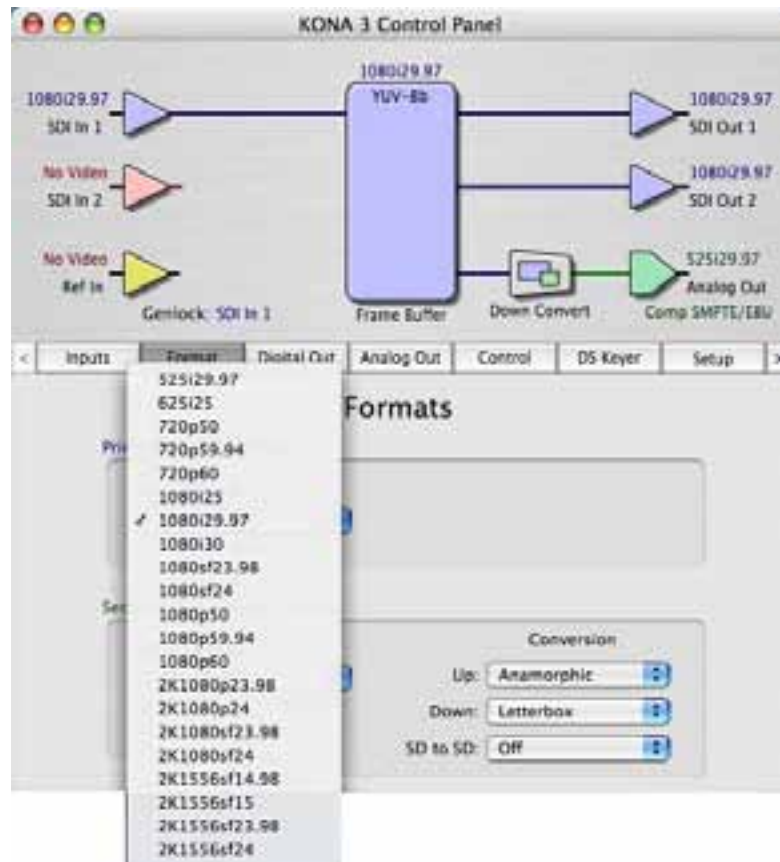 KONA 3 Control Panel
1080i29.97
YUV-8b
1080i29.97
SDI In 1
1080i29.97
SDI Out 1
No Video
SDI In 2
1080i29.97
SDI Out 2
No Video
Ref In
525i29.97
Analog Out
Genlock: SDI In 1
Frame Buffer
Down Convert
Comp SMPTE/EBU
< Inputs Format Digital Out Analog Out Control DS Keyer Setup >
Formats
525i29.97
625i25
720p50
720p59.94
720p60
1080i25
✓ 1080i29.97
1080i30
1080sf23.98
1080sf24
1080p50
1080p59.94
1080p60
2K1080p23.98
2K1080p24
2K1080sf23.98
2K1080sf24
2K1556sf14.98
2K1556sf15
2K1556sf23.98
2K1556sf24
Conversion
Up: Anamorphic
Down: Letterbox
SD to SD: Off